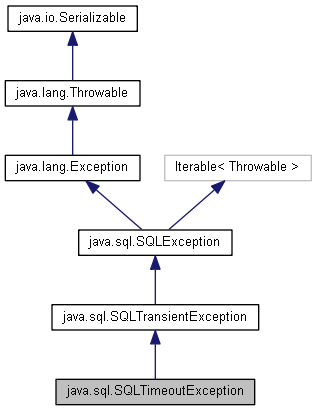 java.io.Serializable
java.lang.Throwable
java.lang.Exception
Iterable< Throwable >
java.sql.SQLException
java.sql.SQLTransientException
java.sql.SQLTimeoutException